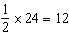 1/2 × 24 = 12